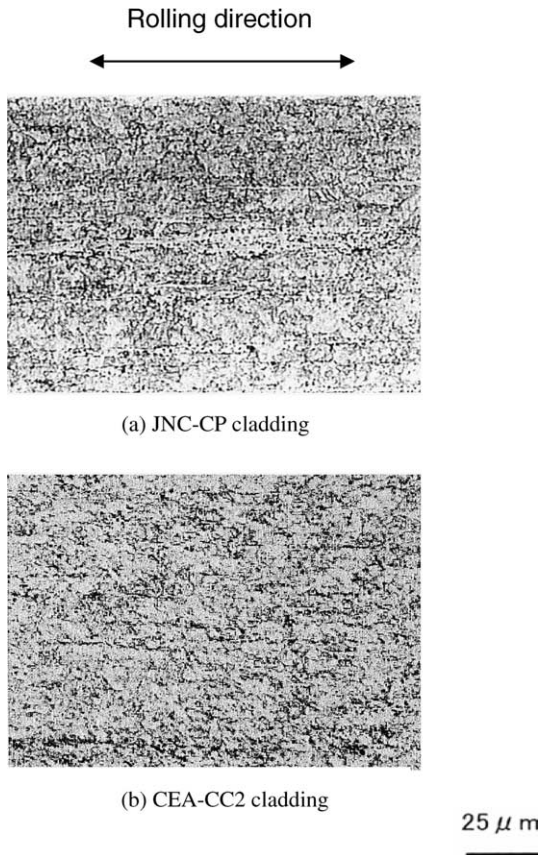 Rolling direction
(a) JNC-CP cladding
(b) CEA-CC2 cladding
25 μ m